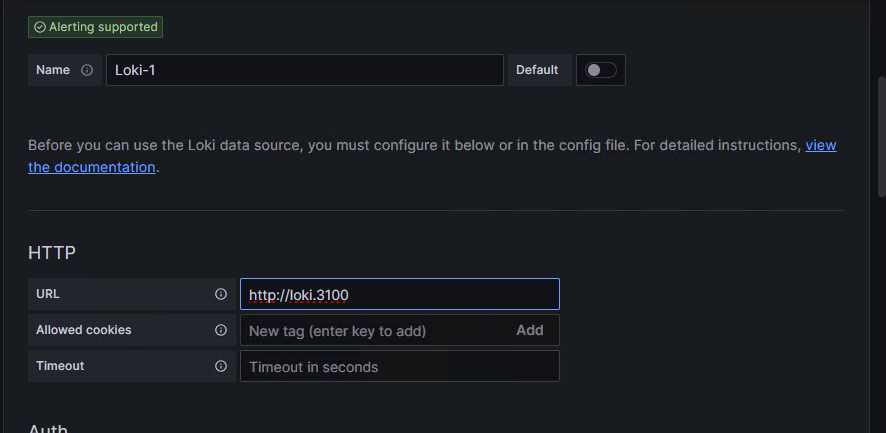 Alerting supported
Name
Loki-1
Default
Before you can use the Loki data source, you must configure it below or in the config file. For detailed instructions, view
the documentation.
HTTP
URL
http://loki.3100
Allowed cookies
New tag (enter key to add)
Add
Timeout
Timeout in seconds
Auth